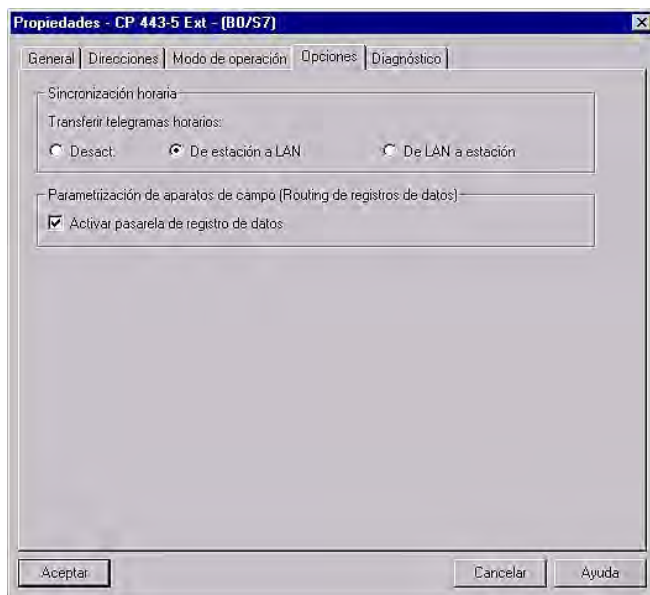 Propiedades - CP 443-5 Ext - (B0/S7)
General Direcciones Modo de operación Opciones Diagnóstico
Sincronización horaria
Transferir telegramas horarios:
Desact. De estación a LAN De LAN a estación
Parametrización de aparatos de campo (Routing de registros de datos)
Activar pasarela de registro de datos
Aceptar Cancelar Ayuda